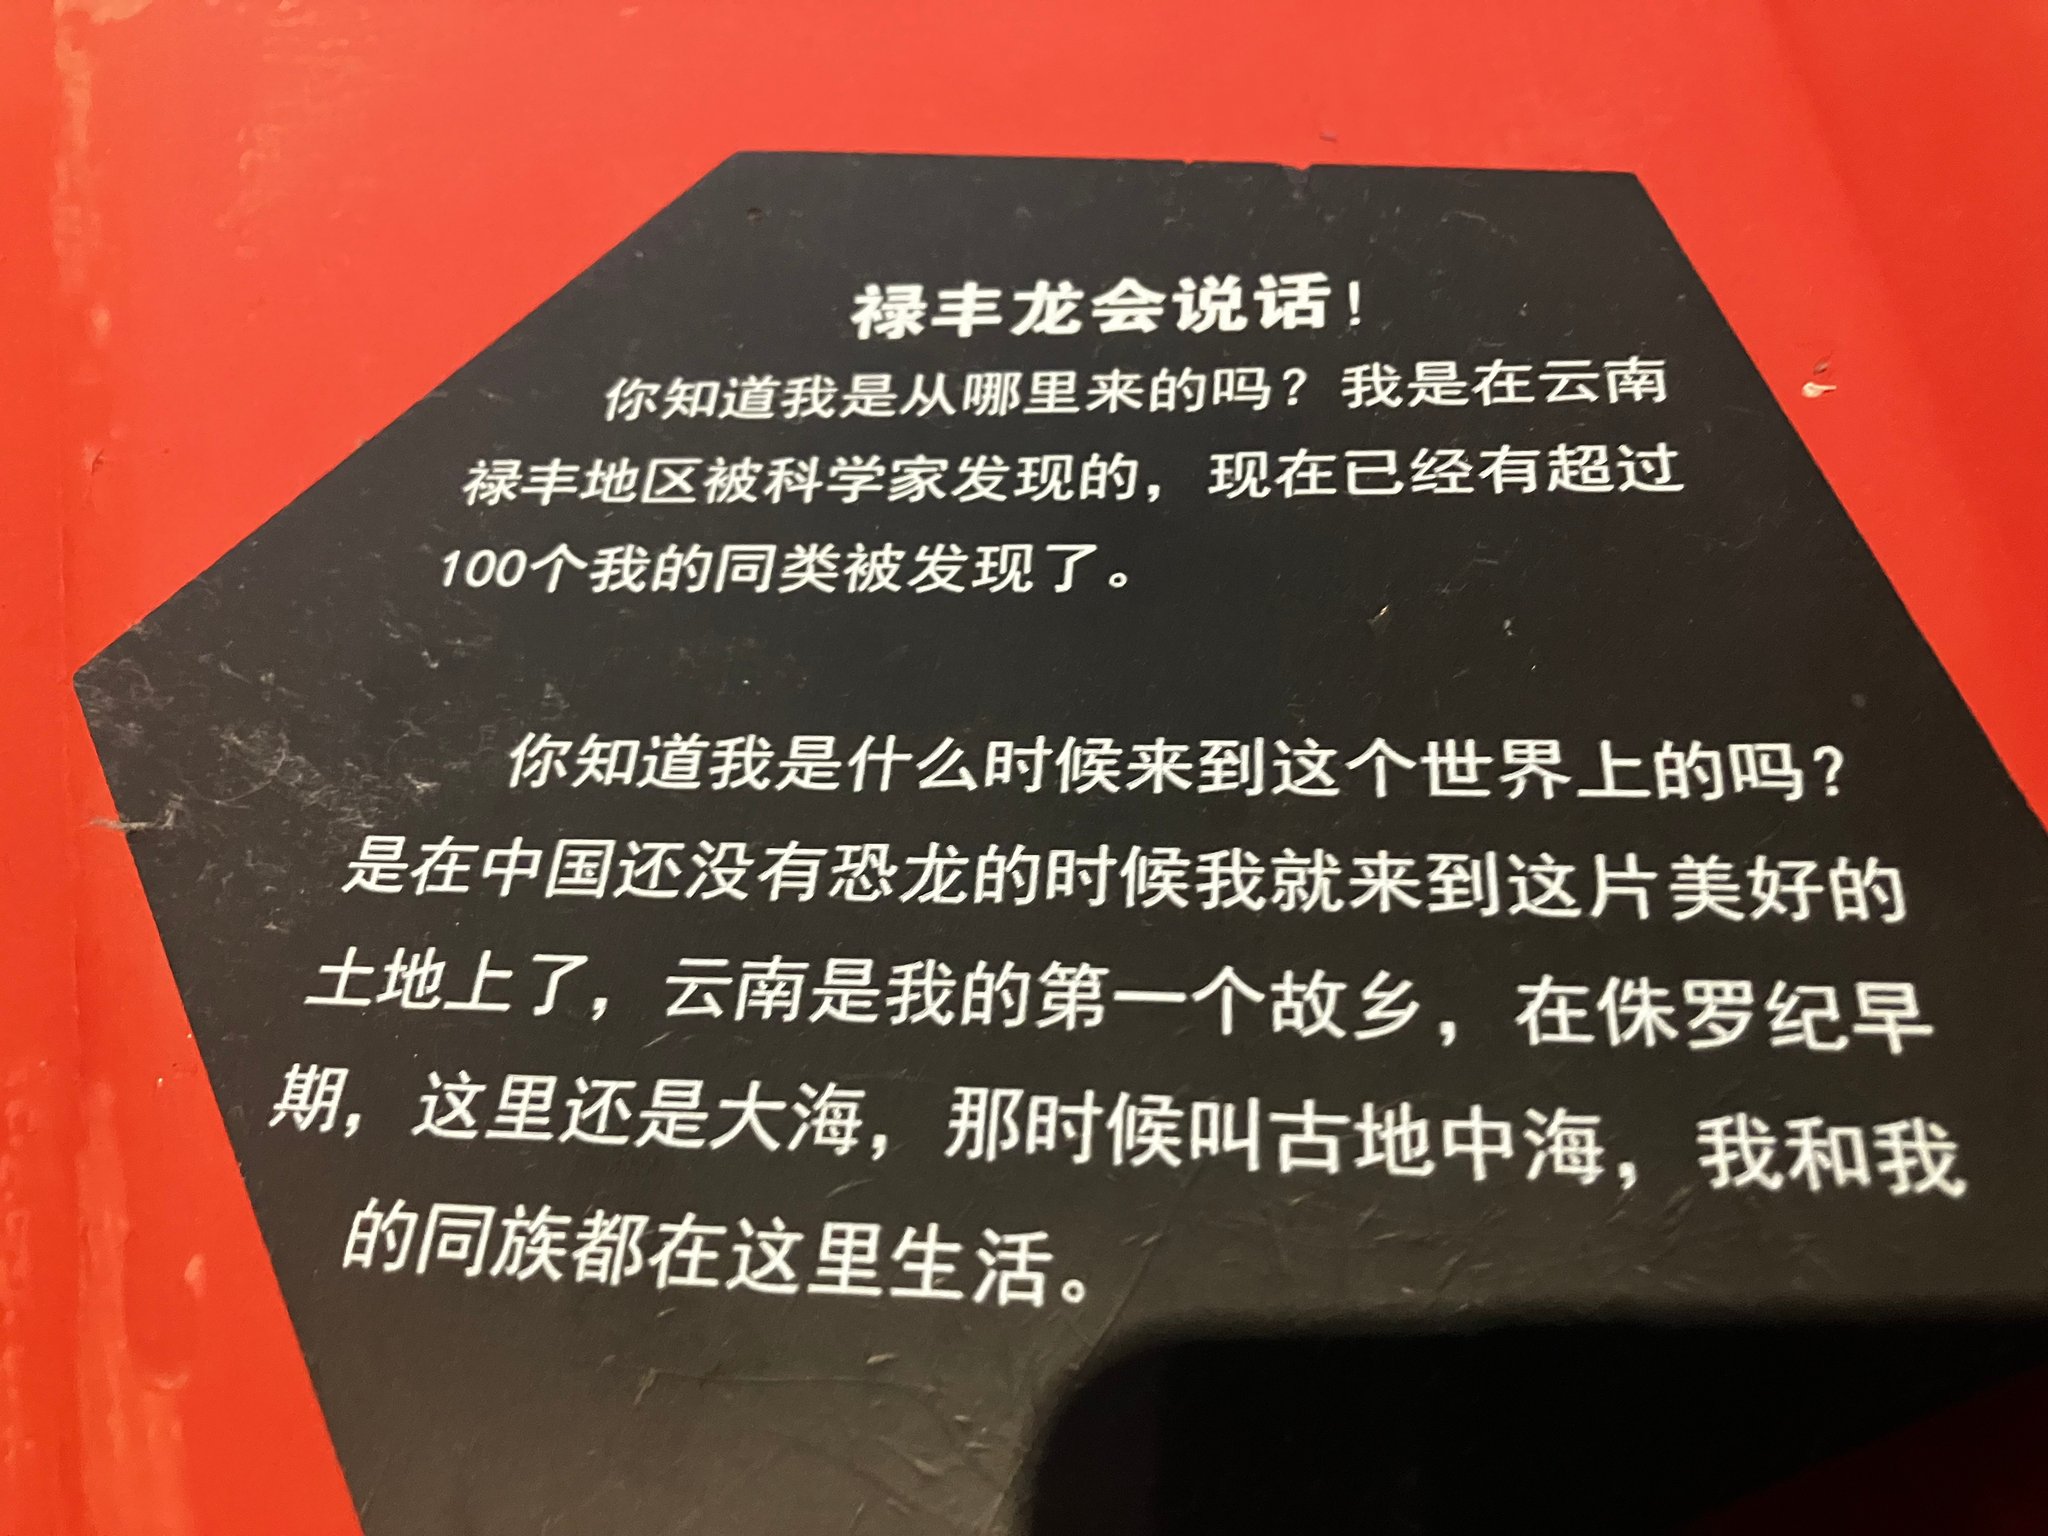 禄丰龙会说话！
你知道我是从哪里来的吗？我是在云南
禄丰地区被科学家发现的，现在已经有超过
100个我的同类被发现了。
你知道我是什么时候来到这个世界上的吗？
是在中国还没有恐龙的时候我就来到这片美好的
土地上了，云南是我的第一个故乡，在侏罗纪早
期，这里还是大海，那时候叫古地中海，我和我
的同族都在这里生活。